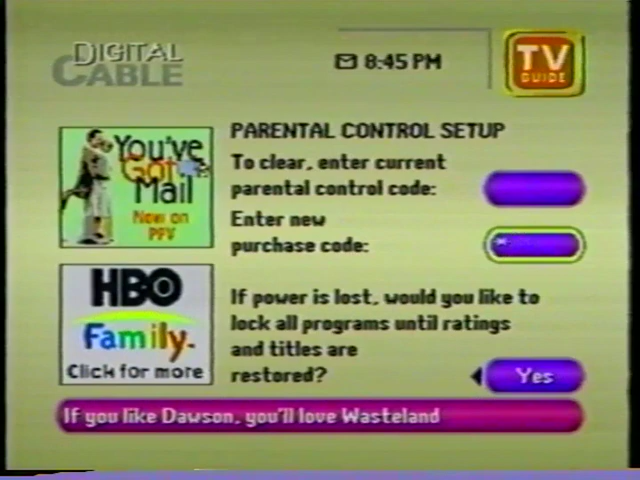 DIGITAL
CABLE
8:45 PM
TV
GUIDE
You've
Got
Mail
Now on
PPV
PARENTAL CONTROL SETUP
To clear, enter current
parental control code:
Enter new
purchase code:
*
HBO
Family.
Click for more
If power is lost, would you like to
lock all programs until ratings
and titles are
restored?
Yes
If you like Dawson, you'll love Wasteland